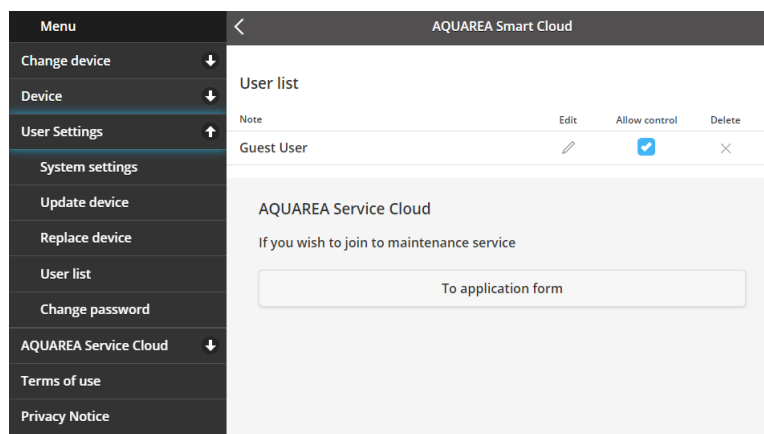 Menu
Change device
Device
User Settings
System settings
Update device
Replace device
User list
Change password
AQUAREA Service Cloud
Terms of use
Privacy Notice
AQUAREA Smart Cloud
User list
Note Edit Allow control Delete
Guest User
AQUAREA Service Cloud
If you wish to join to maintenance service
To application form